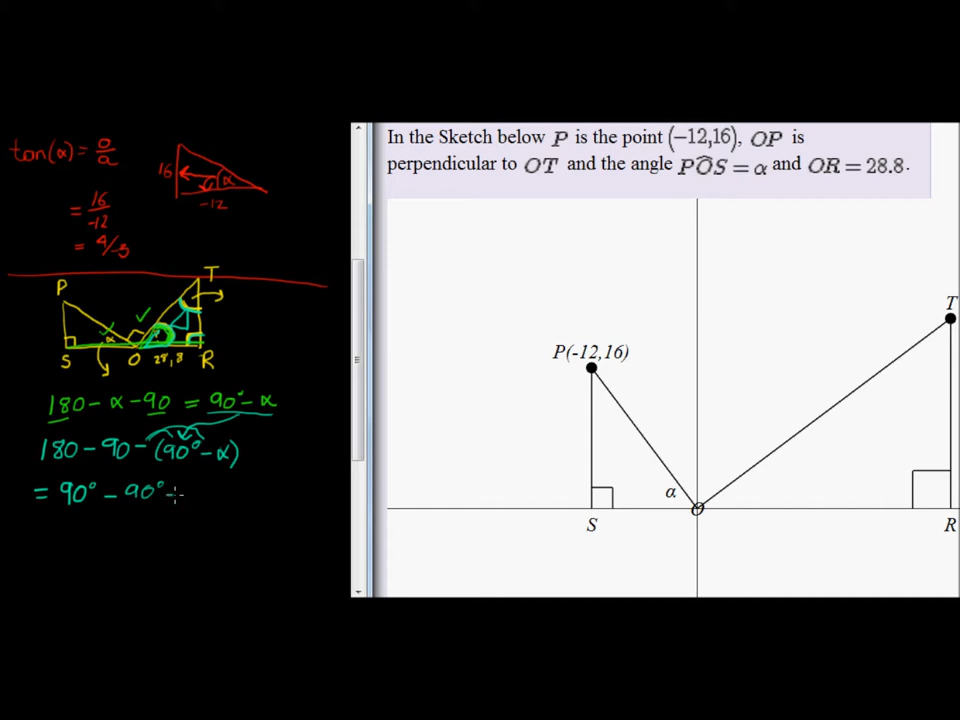 tan(α) = o/a
= 16/-12
= 4/-3
16
α
-12
P
T
α
S
O
28,8
R
180 - α - 90 = 90° - α
180 - 90 - (90° - α)
= 90° - 90° -
In the Sketch below P is the point (−12,16), OP is
perpendicular to OT and the angle PÔS = α and OR = 28.8.
T
P(-12,16)
α
O
S
R